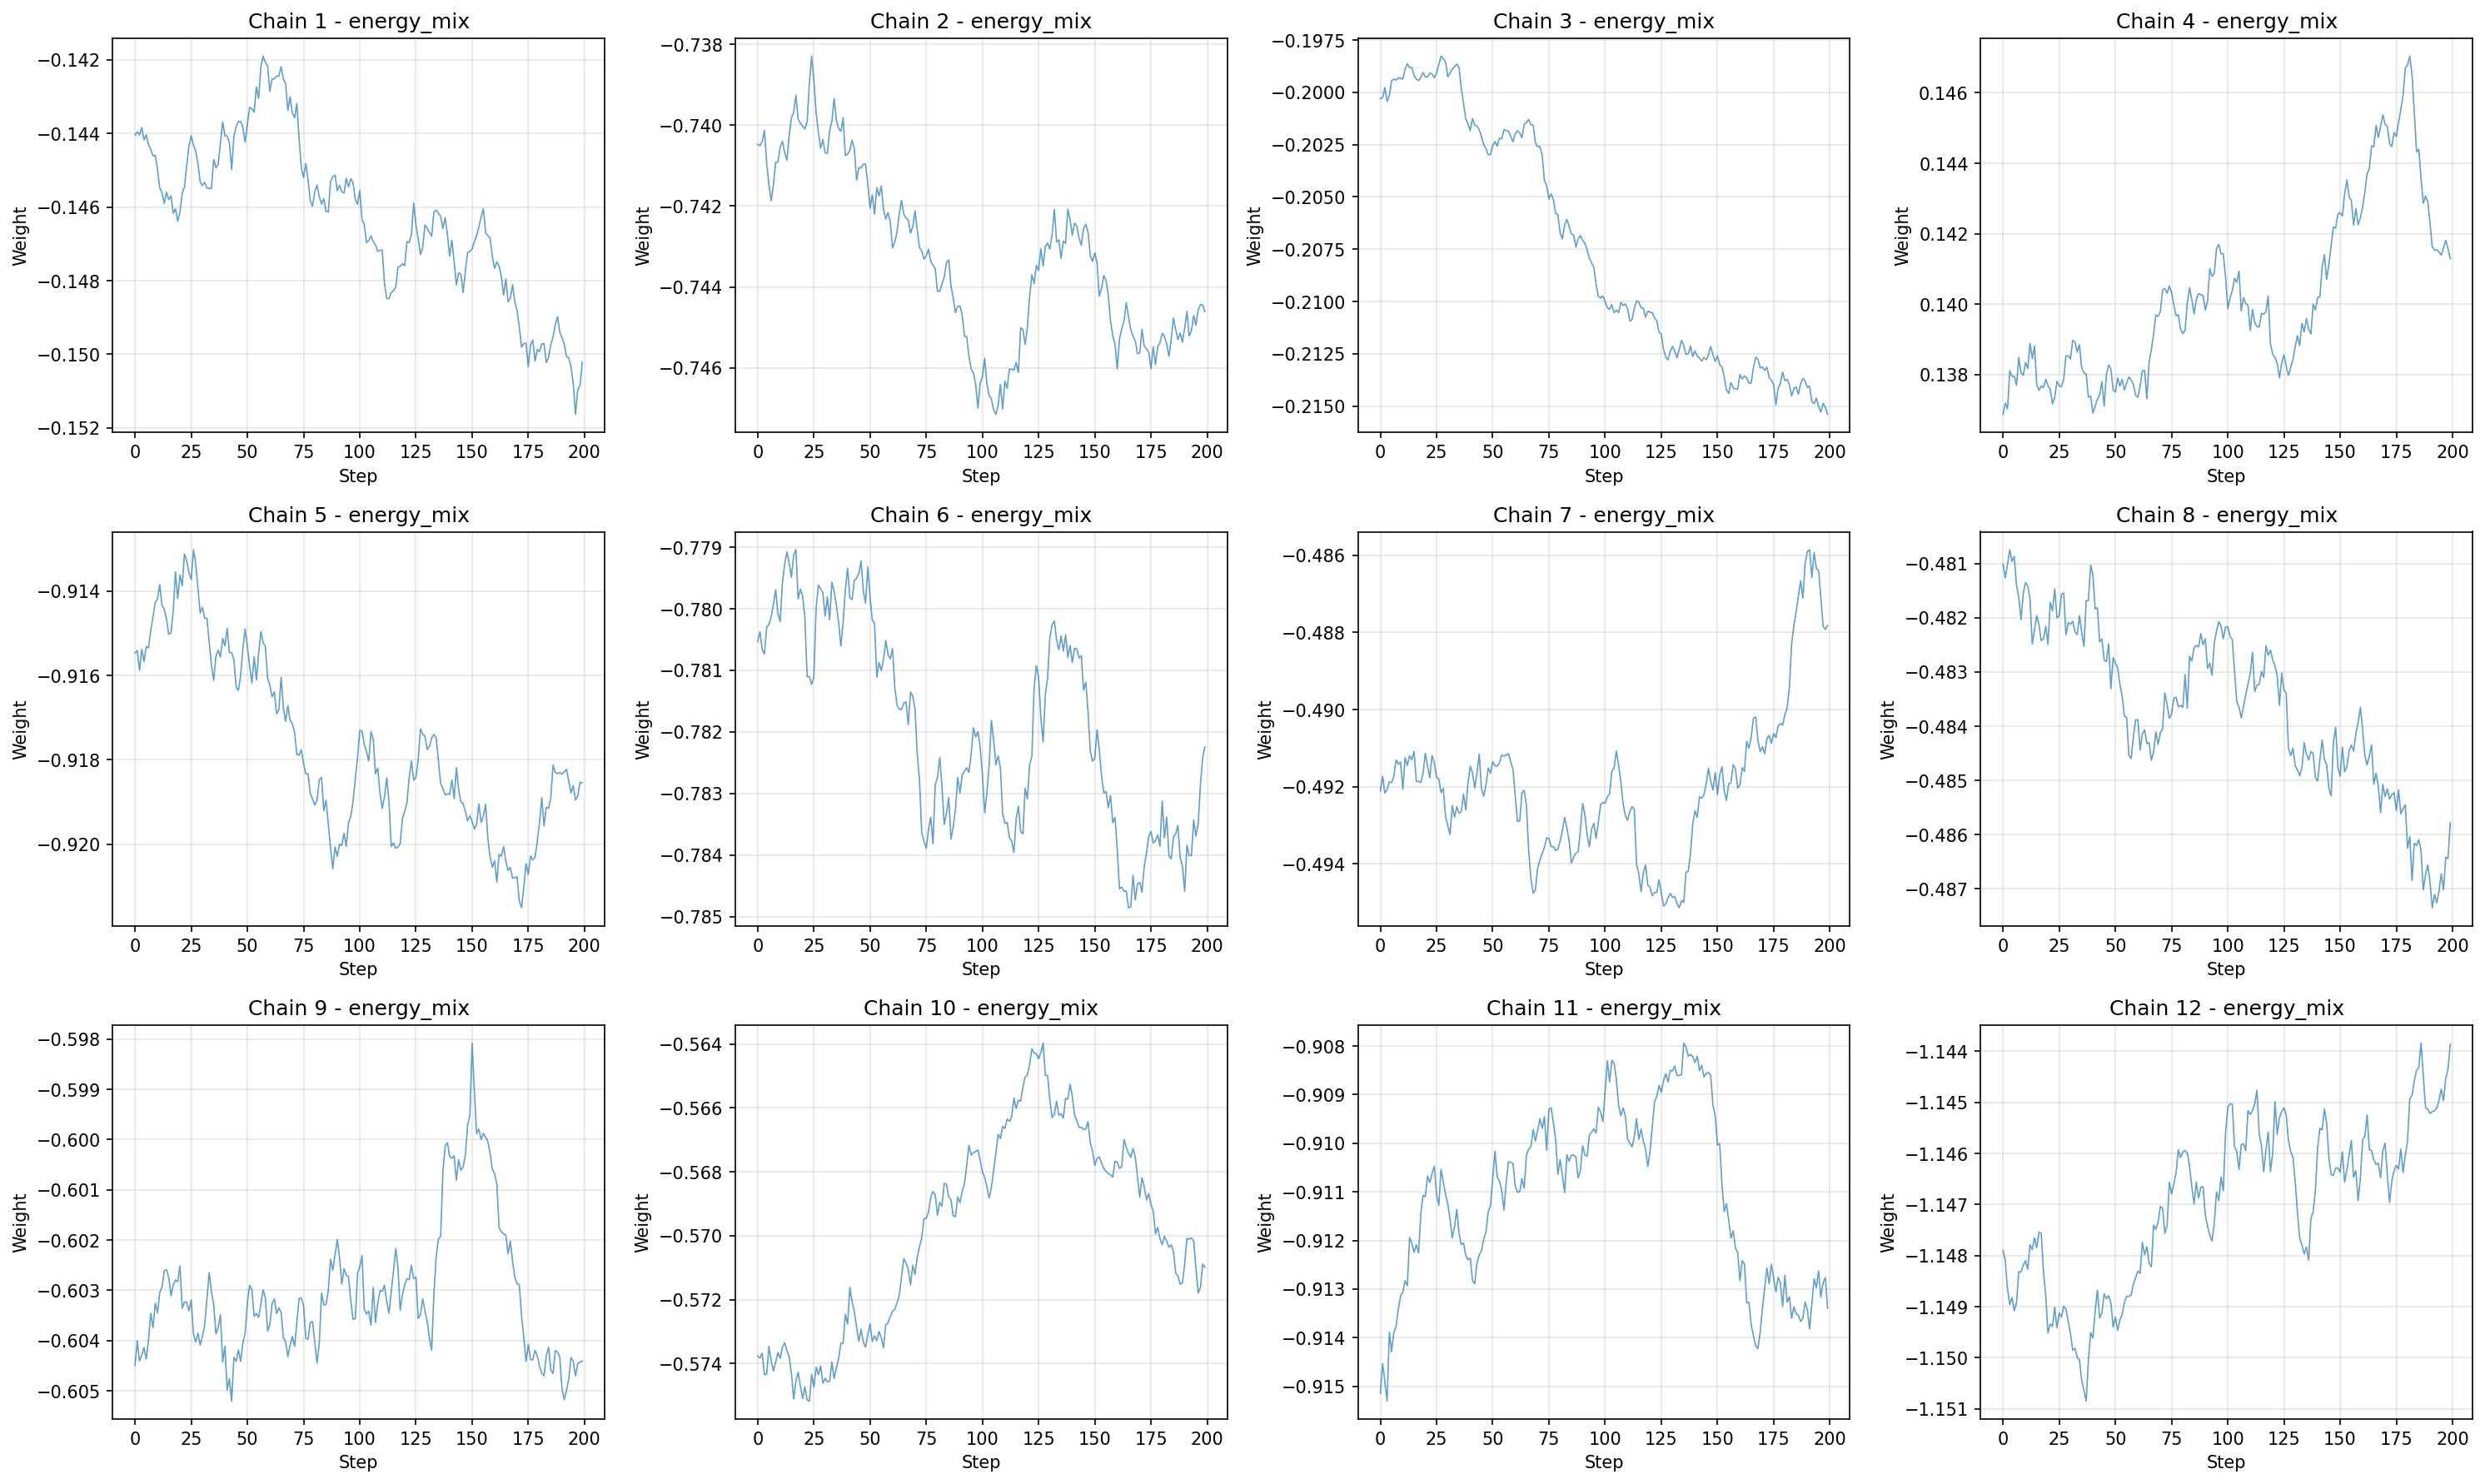 Chain 1 - energy_mix
Weight
−0.142
−0.144
−0.146
−0.148
−0.150
−0.152
0 25 50 75 100 125 150 175 200
Step
Chain 2 - energy_mix
Weight
−0.738
−0.740
−0.742
−0.744
−0.746
0 25 50 75 100 125 150 175 200
Step
Chain 3 - energy_mix
Weight
−0.1975
−0.2000
−0.2025
−0.2050
−0.2075
−0.2100
−0.2125
−0.2150
0 25 50 75 100 125 150 175 200
Step
Chain 4 - energy_mix
Weight
0.146
0.144
0.142
0.140
0.138
0 25 50 75 100 125 150 175 200
Step
Chain 5 - energy_mix
Weight
−0.914
−0.916
−0.918
−0.920
0 25 50 75 100 125 150 175 200
Step
Chain 6 - energy_mix
Weight
−0.779
−0.780
−0.781
−0.782
−0.783
−0.784
−0.785
0 25 50 75 100 125 150 175 200
Step
Chain 7 - energy_mix
Weight
−0.486
−0.488
−0.490
−0.492
−0.494
0 25 50 75 100 125 150 175 200
Step
Chain 8 - energy_mix
Weight
−0.481
−0.482
−0.483
−0.484
−0.485
−0.486
−0.487
0 25 50 75 100 125 150 175 200
Step
Chain 9 - energy_mix
Weight
−0.598
−0.599
−0.600
−0.601
−0.602
−0.603
−0.604
−0.605
0 25 50 75 100 125 150 175 200
Step
Chain 10 - energy_mix
Weight
−0.564
−0.566
−0.568
−0.570
−0.572
−0.574
0 25 50 75 100 125 150 175 200
Step
Chain 11 - energy_mix
Weight
−0.908
−0.909
−0.910
−0.911
−0.912
−0.913
−0.914
−0.915
0 25 50 75 100 125 150 175 200
Step
Chain 12 - energy_mix
Weight
−1.144
−1.145
−1.146
−1.147
−1.148
−1.149
−1.150
−1.151
0 25 50 75 100 125 150 175 200
Step